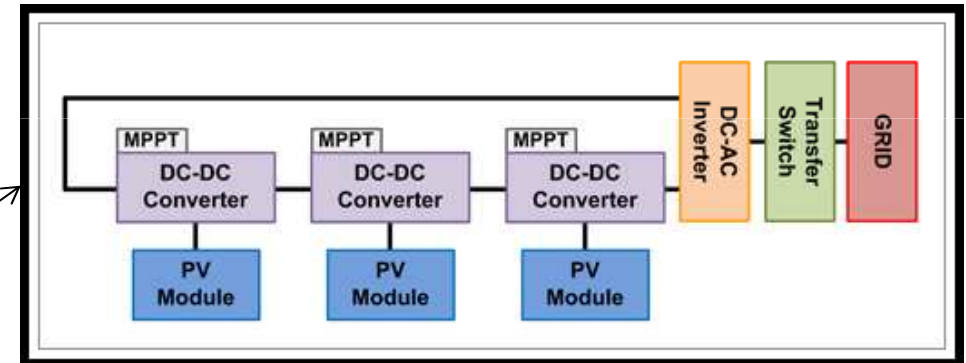 MPPT
DC-DC
Converter
PV
Module
MPPT
DC-DC
Converter
PV
Module
MPPT
DC-DC
Converter
PV
Module
DC-AC
Inverter
Transfer
Switch
GRID